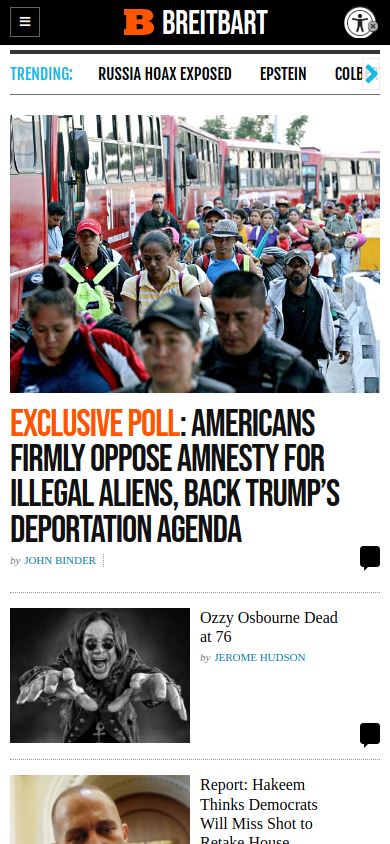 B BREITBART
TRENDING: RUSSIA HOAX EXPOSED EPSTEIN COLB
EXCLUSIVE POLL: AMERICANS
FIRMLY OPPOSE AMNESTY FOR
ILLEGAL ALIENS, BACK TRUMP'S
DEPORTATION AGENDA
by JOHN BINDER
Ozzy Osbourne Dead
at 76
by JEROME HUDSON
Report: Hakeem
Thinks Democrats
Will Miss Shot to
Retake House